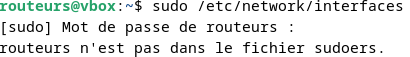 routeurs@vbox:~$ sudo /etc/network/interfaces
[sudo] Mot de passe de routeurs :
routeurs n'est pas dans le fichier sudoers.